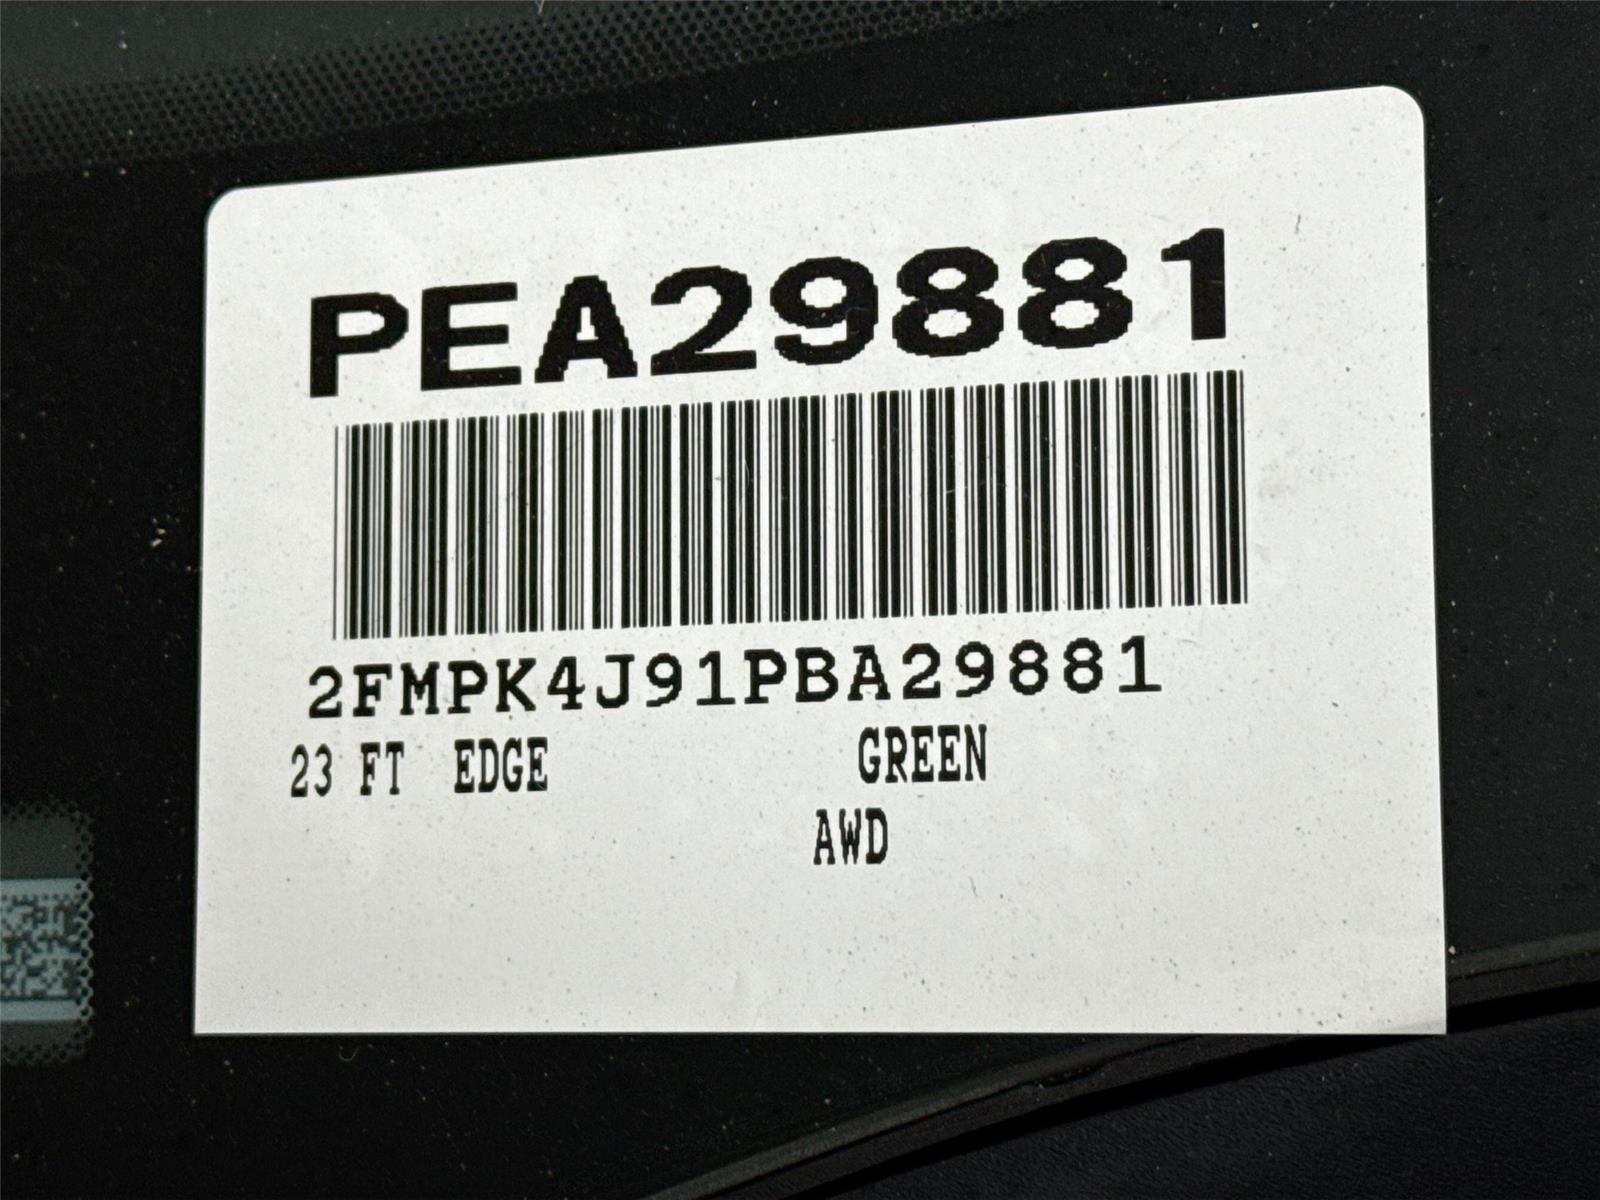 PEA29881
2FMPK4J91PBA29881
23 FT EDGE GREEN
AWD